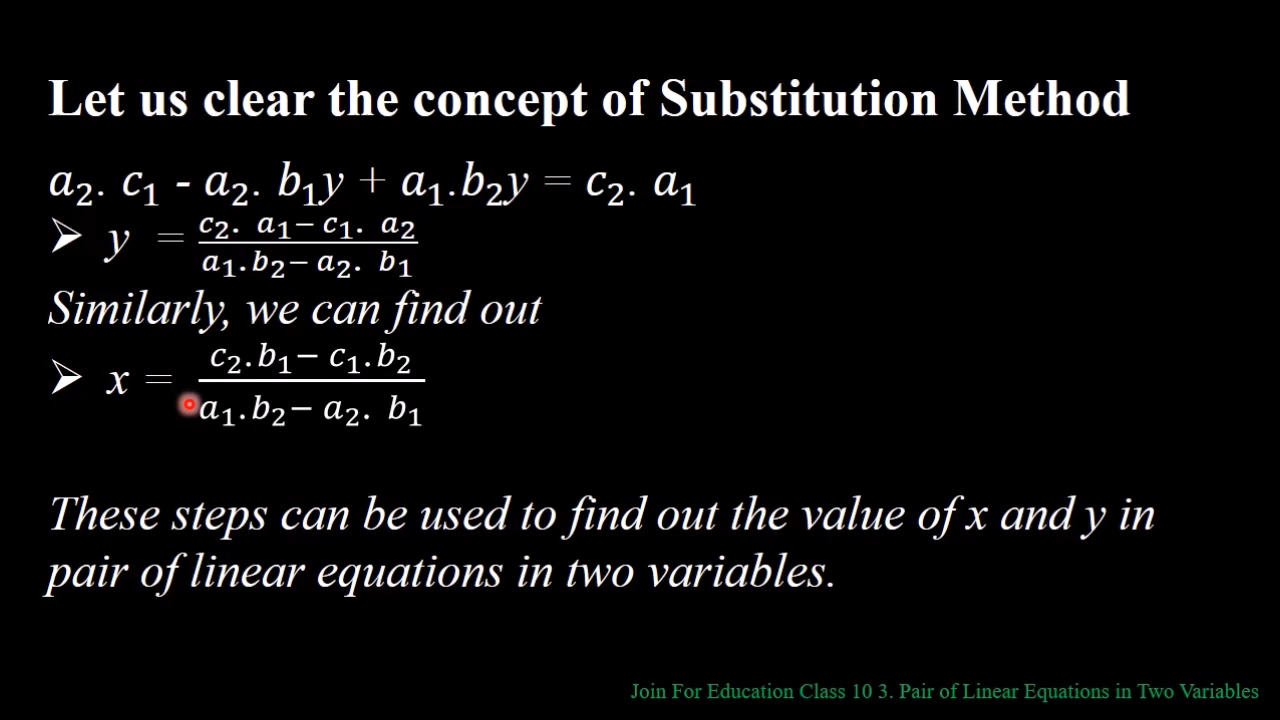 Let us clear the concept of Substitution Method
a₂. c₁ - a₂. b₁y + a₁.b₂y = c₂. a₁
➢ y = (c₂. a₁− c₁. a₂)/(a₁.b₂− a₂. b₁)
Similarly, we can find out
➢ x = (c₂.b₁− c₁.b₂)/(a₁.b₂− a₂. b₁)
These steps can be used to find out the value of x and y in
pair of linear equations in two variables.
Join For Education Class 10 3. Pair of Linear Equations in Two Variables